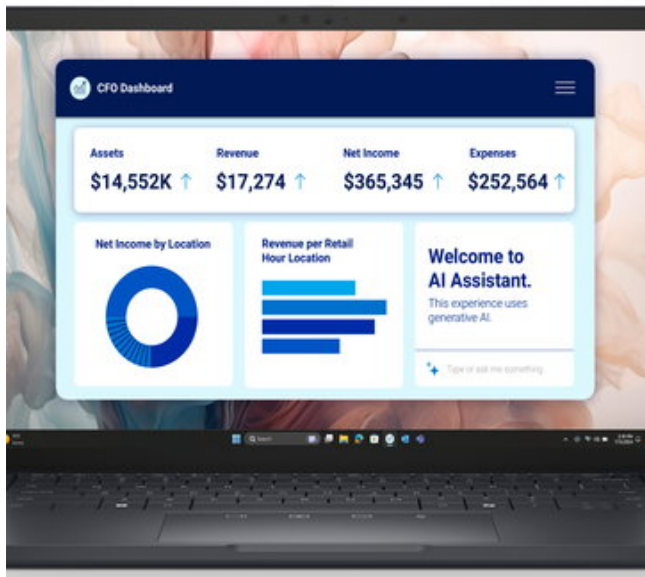 CFO Dashboard
Assets
Revenue
Net Income
Expenses
$14,552K ↑
$17,274 ↑
$365,345 ↑
$252,564 ↑
Net Income by Location
Revenue per Retail
Hour Location
Welcome to
AI Assistant.
This experience uses
generative AI.
Type or ask me something
Search